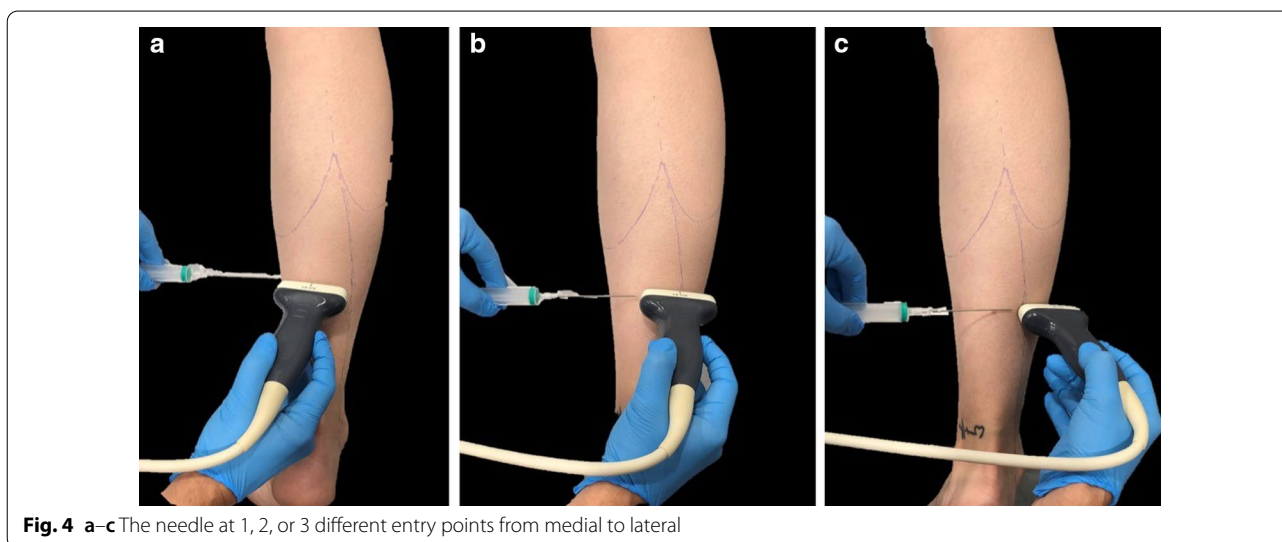 a
b
c
Fig. 4 a–c The needle at 1, 2, or 3 different entry points from medial to lateral